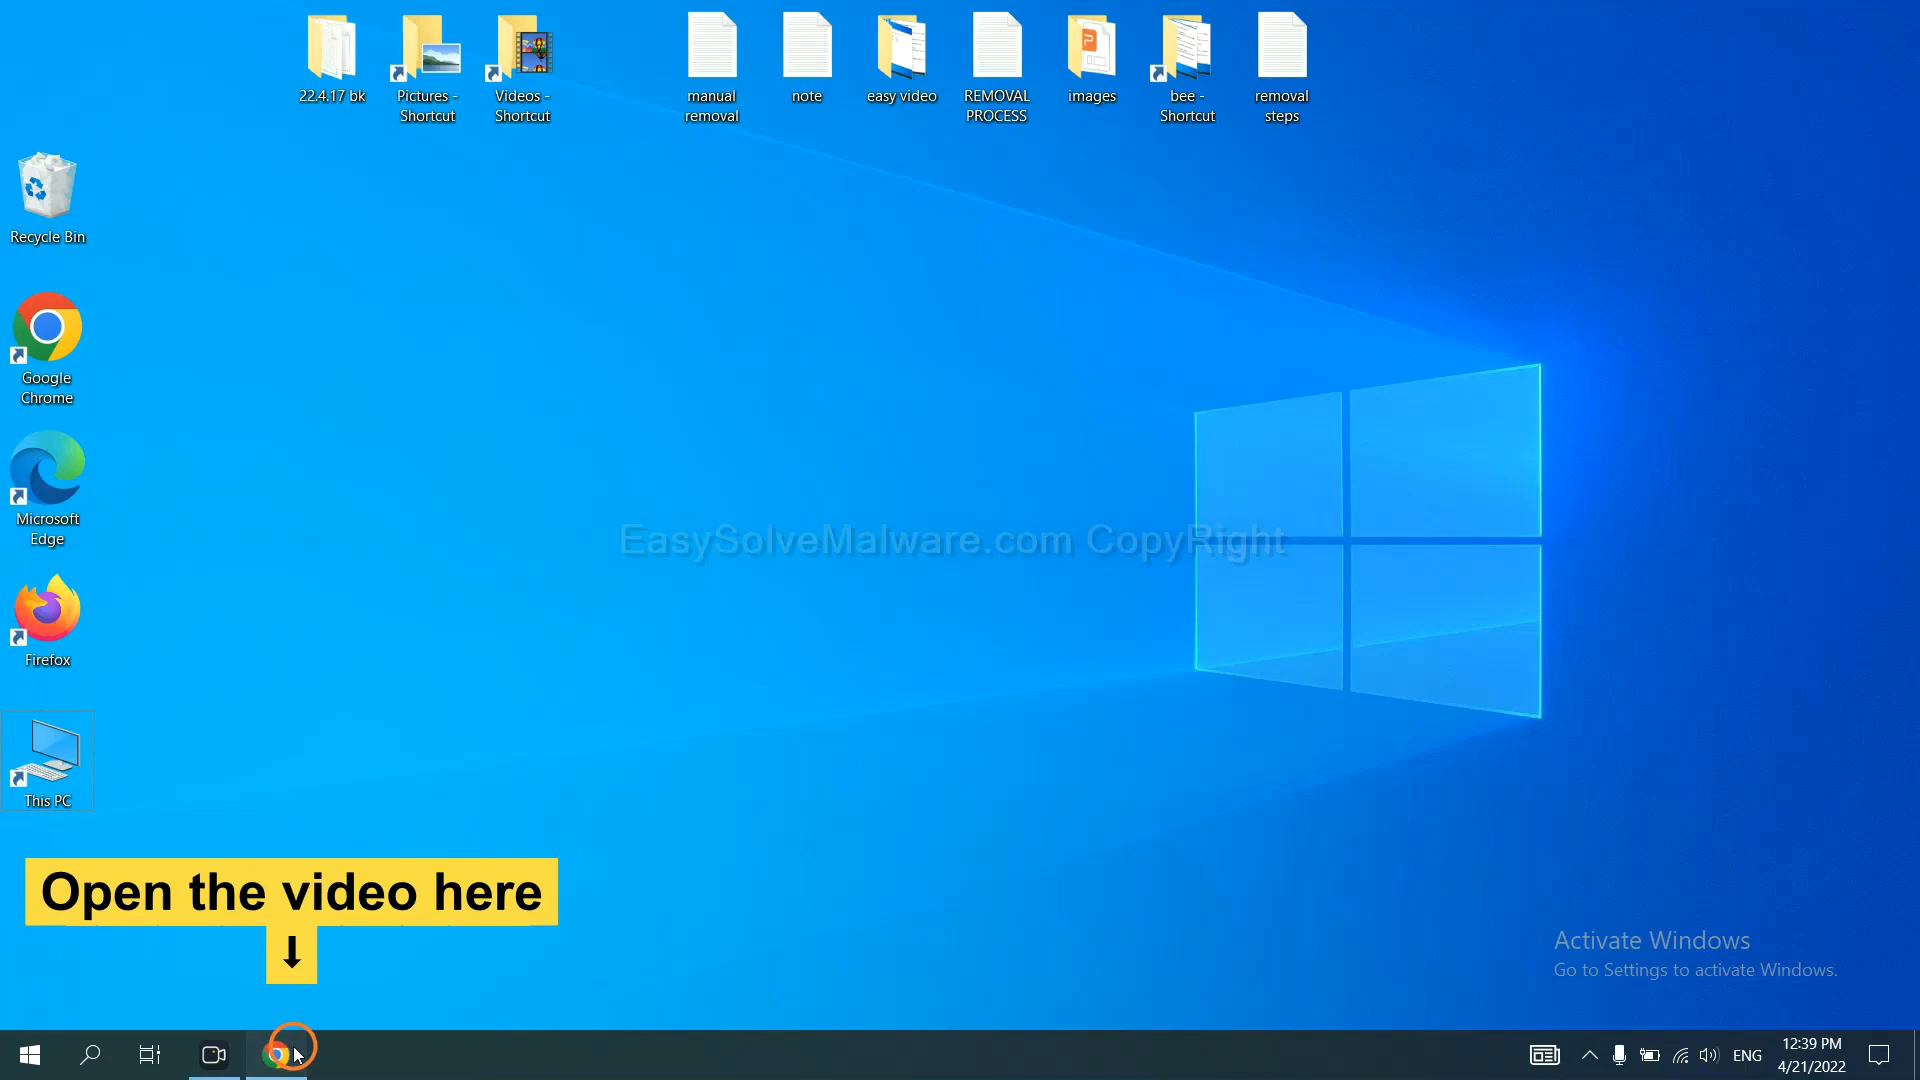 22.4.17 bk
Pictures -
Shortcut
Videos -
Shortcut
manual
removal
note
easy video
REMOVAL
PROCESS
images
bee -
Shortcut
removal
steps
Recycle Bin
Google
Chrome
Microsoft
Edge
Firefox
This PC
EasySolveMalware.com CopyRight
Open the video here
Activate Windows
Go to Settings to activate Windows.
ENG
12:39 PM
4/21/2022